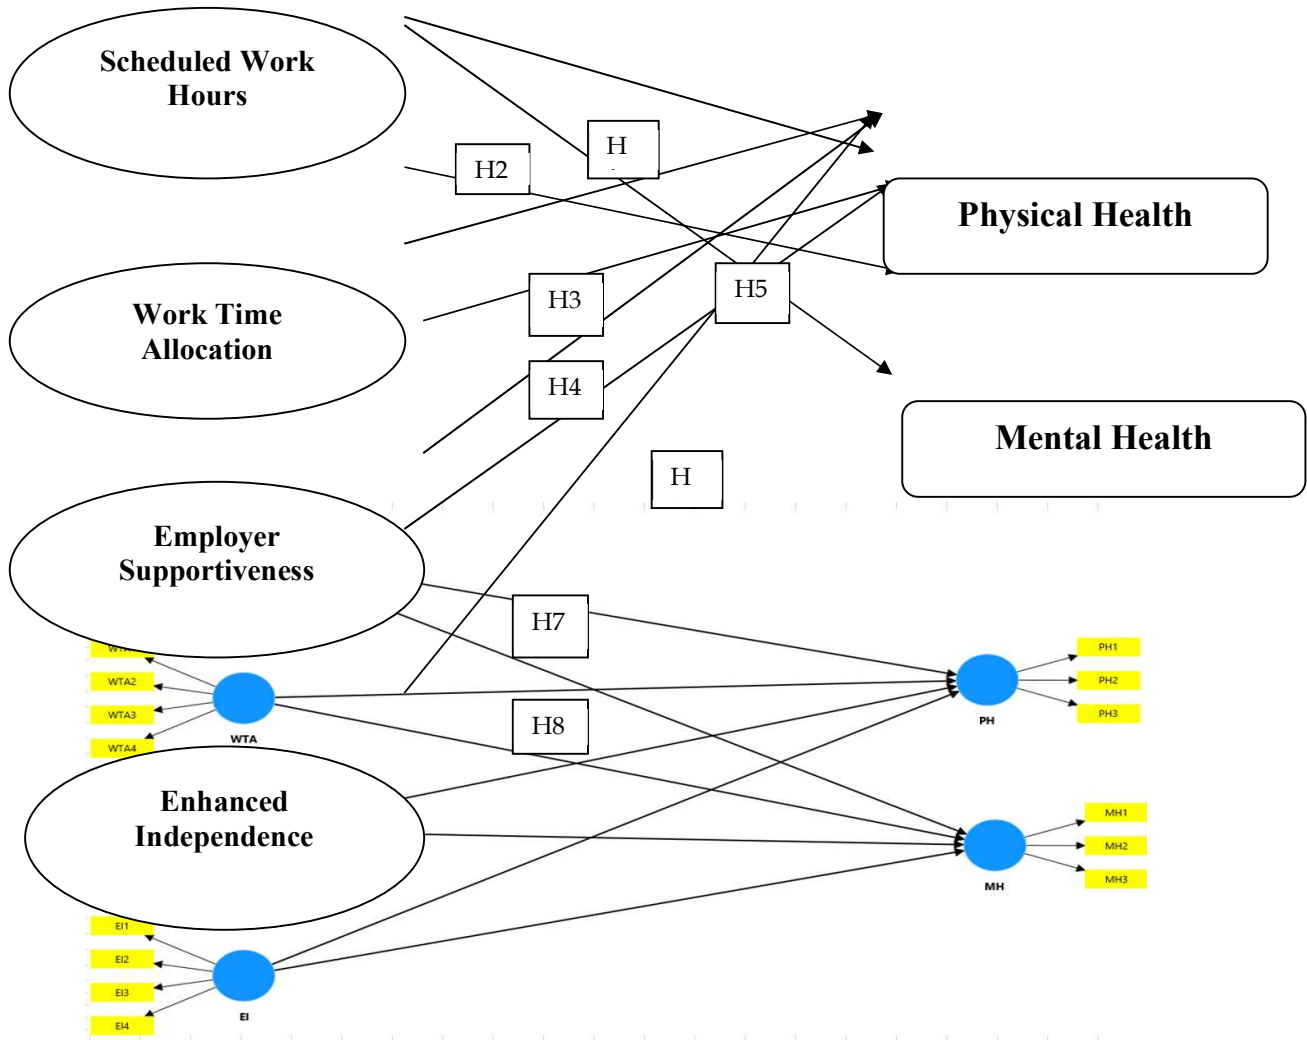 Scheduled Work
Hours
H
H2
Physical Health
H3
H5
Work Time
Allocation
H4
Mental Health
H
Employer
Supportiveness
H7
WTA2
WTA3
WTA4
WTA
PH1
PH2
PH3
PH
H8
Enhanced
Independence
MH1
MH2
MH3
MH
EI1
EI2
EI3
EI4
EI